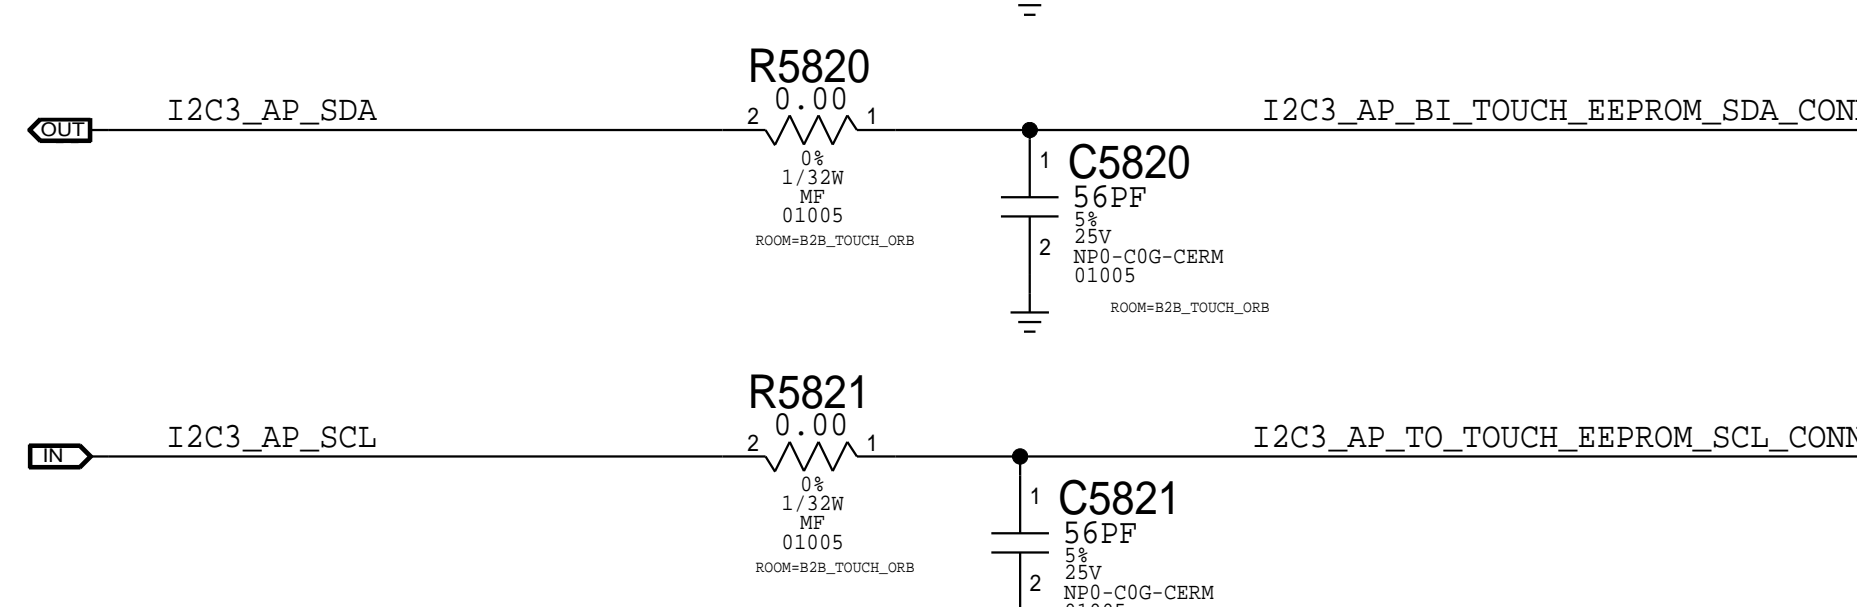 R5820
0.00
I2C3_AP_SDA
2
1
I2C3_AP_BI_TOUCH_EEPROM_SDA_CON
OUT
0%
1/32W
MF
01005
ROOM=B2B_TOUCH_ORB
1
C5820
56PF
5%
25V
2
NP0-C0G-CERM
01005
ROOM=B2B_TOUCH_ORB
R5821
0.00
I2C3_AP_SCL
2
1
I2C3_AP_TO_TOUCH_EEPROM_SCL_CONN
IN
0%
1/32W
MF
01005
ROOM=B2B_TOUCH_ORB
1
C5821
56PF
5%
25V
2
NP0-C0G-CERM